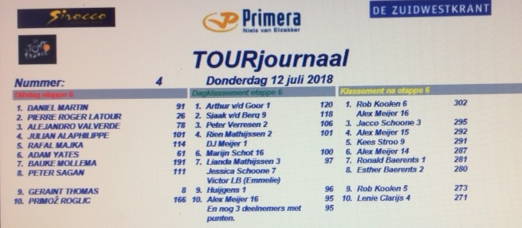 Sirocco
Primera
Niels van Elzakker
DE ZUIDWESTKRANT
TOURjournaal
Nummer: 4 Donderdag 12 juli 2018
Uitslag etappe 6 Dagklassement etappe 6 Klassement na etappe 6
1. DANIEL MARTIN 91 1. Arthur v/d Goor 1 120 1. Rob Koolen 6 302
2. PIERRE ROGER LATOUR 26 2. Sjaak v/d Berg 9 118 Alex Meijer 16
3. ALEJANDRO VALVERDE 78 3. Peter Verresen 2 106 3. Jacco Schoone 3 295
4. JULIAN ALAPHILIPPE 101 4. Rien Mathijssen 2 101 4. Alex Meijer 15 292
5. RAFAL MAJKA 114 DJ Meijer 1 5. Kees Stroo 9 291
6. ADAM YATES 61 6. Marijn Schot 16 100 6. Alex Meijer 14 287
7. BAUKE MOLLEMA 191 7. Lianda Mathijssen 3 97 7. Ronald Baerents 1 281
8. PETER SAGAN 111 Jessica Schoone 7 8. Esther Baerents 2 280
Victor LB (Emmelie)
9. GERAINT THOMAS 8 9. Huijgens 1 96 9. Rob Koolen 5 273
10. PRIMOŽ ROGLIC 166 10. Alex Meijer 16 95 10. Lenie Clarijs 4 271
En nog 3 deelnemers met 95
punten.